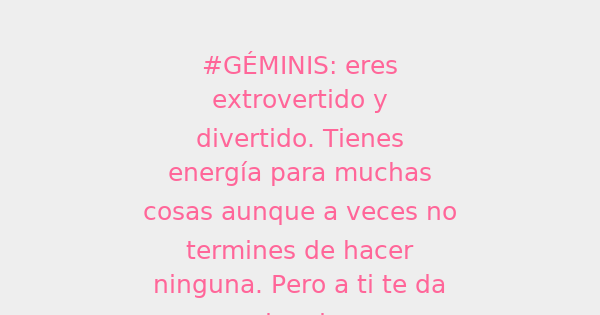 #GÉMINIS: eres
extrovertido y
divertido. Tienes
energía para muchas
cosas aunque a veces no
termines de hacer
ninguna. Pero a ti te da